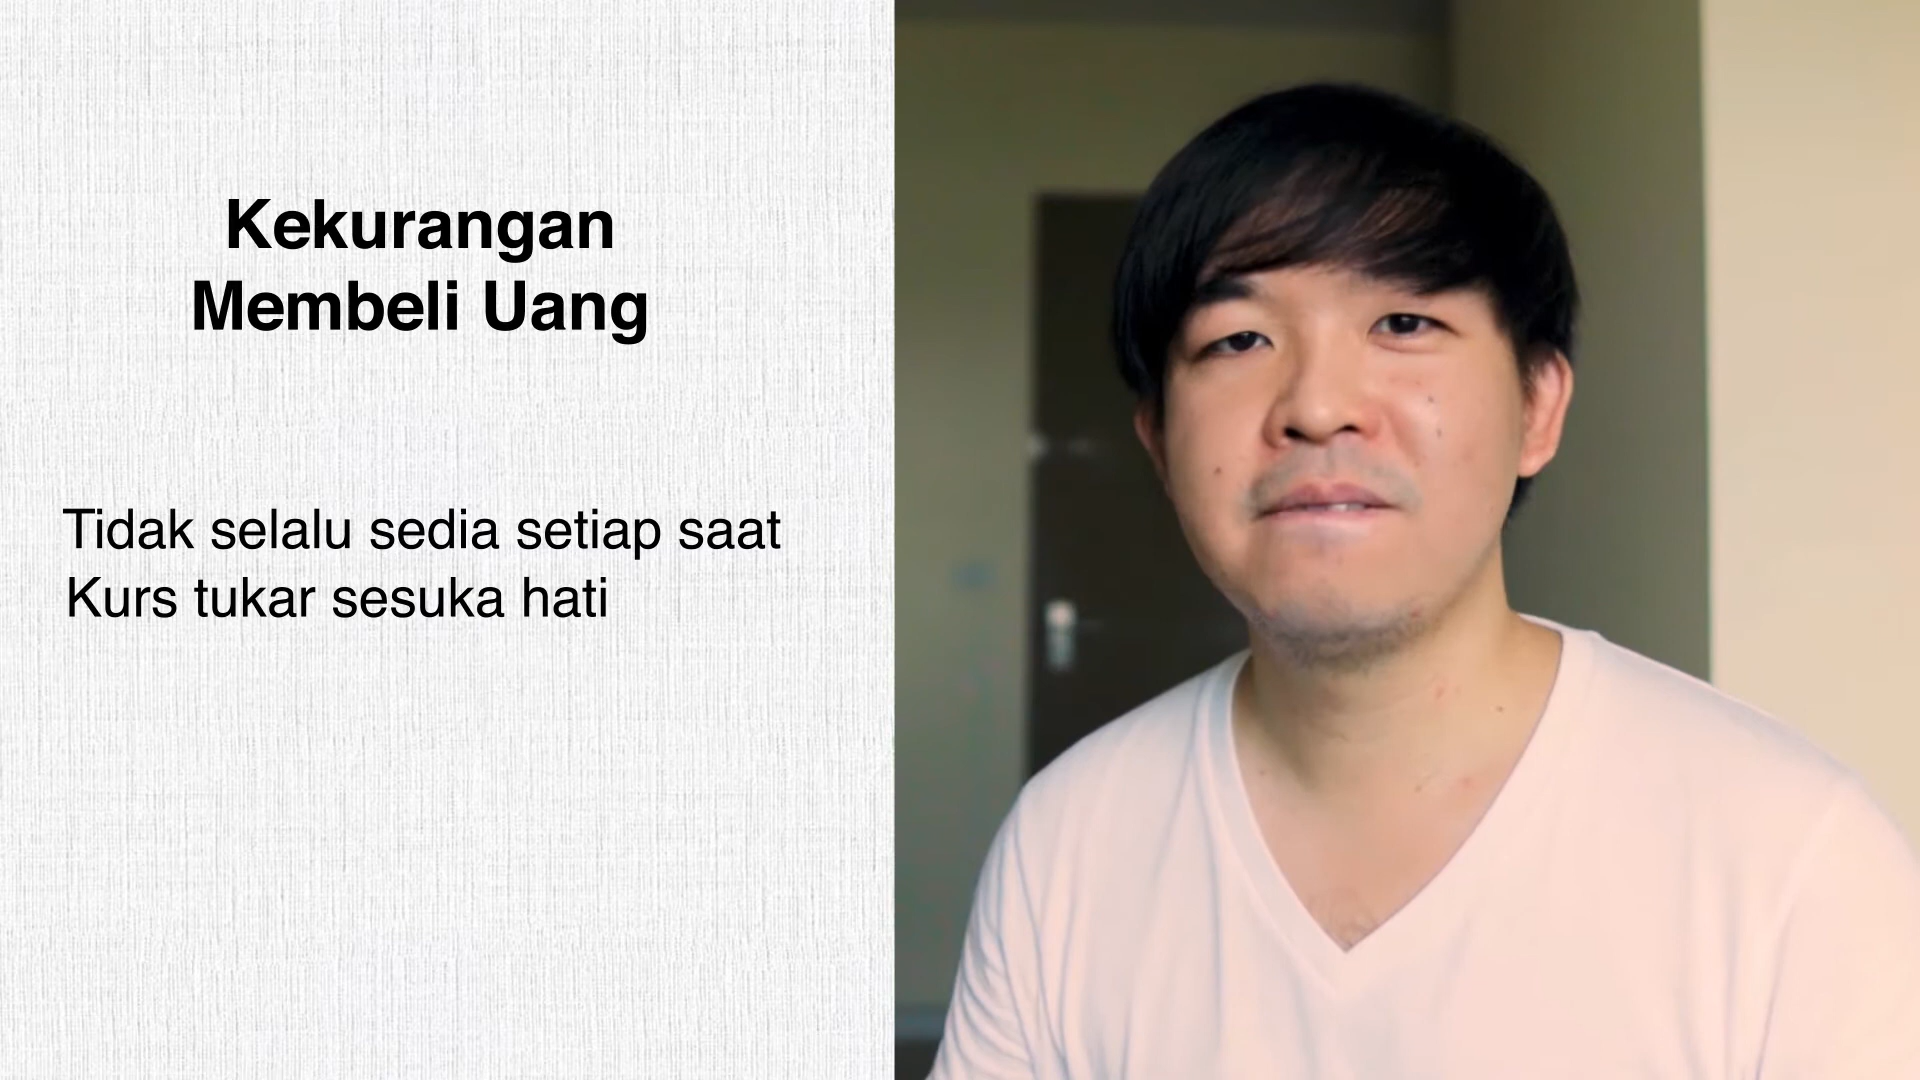 Kekurangan
Membeli Uang
Tidak selalu sedia setiap saat
Kurs tukar sesuka hati